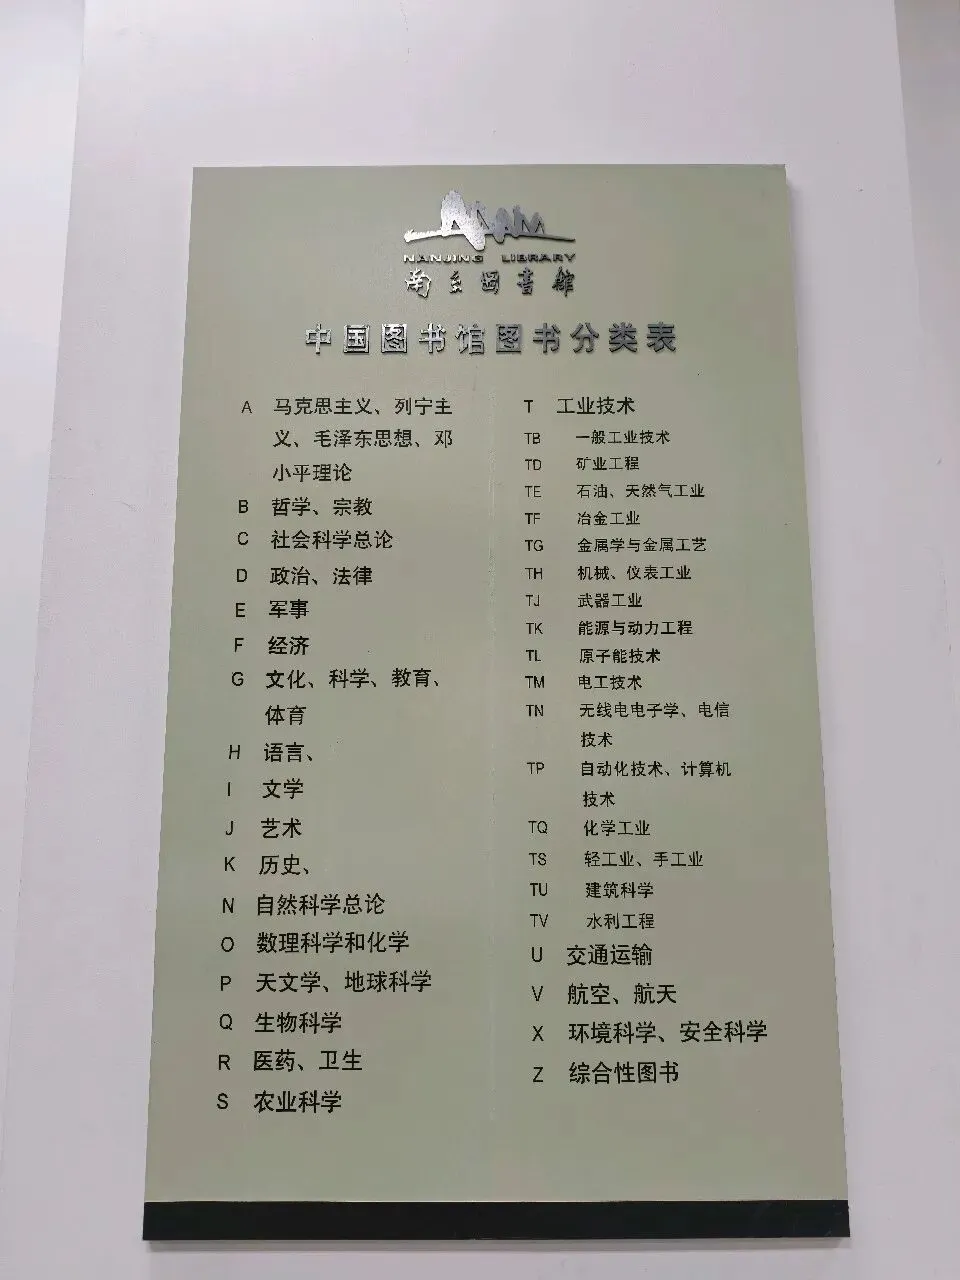 NANJING LIBRARY
南京图書館
中国图书馆图书分类表
A 马克思主义、列宁主
义、毛泽东思想、邓
小平理论
B 哲学、宗教
C 社会科学总论
D 政治、法律
E 军事
F 经济
G 文化、科学、教育、
体育
H 语言、
I 文学
J 艺术
K 历史、
N 自然科学总论
O 数理科学和化学
P 天文学、地球科学
Q 生物科学
R 医药、卫生
S 农业科学
T 工业技术
TB 一般工业技术
TD 矿业工程
TE 石油、天然气工业
TF 冶金工业
TG 金属学与金属工艺
TH 机械、仪表工业
TJ 武器工业
TK 能源与动力工程
TL 原子能技术
TM 电工技术
TN 无线电电子学、电信
技术
TP 自动化技术、计算机
技术
TQ 化学工业
TS 轻工业、手工业
TU 建筑科学
TV 水利工程
U 交通运输
V 航空、航天
X 环境科学、安全科学
Z 综合性图书